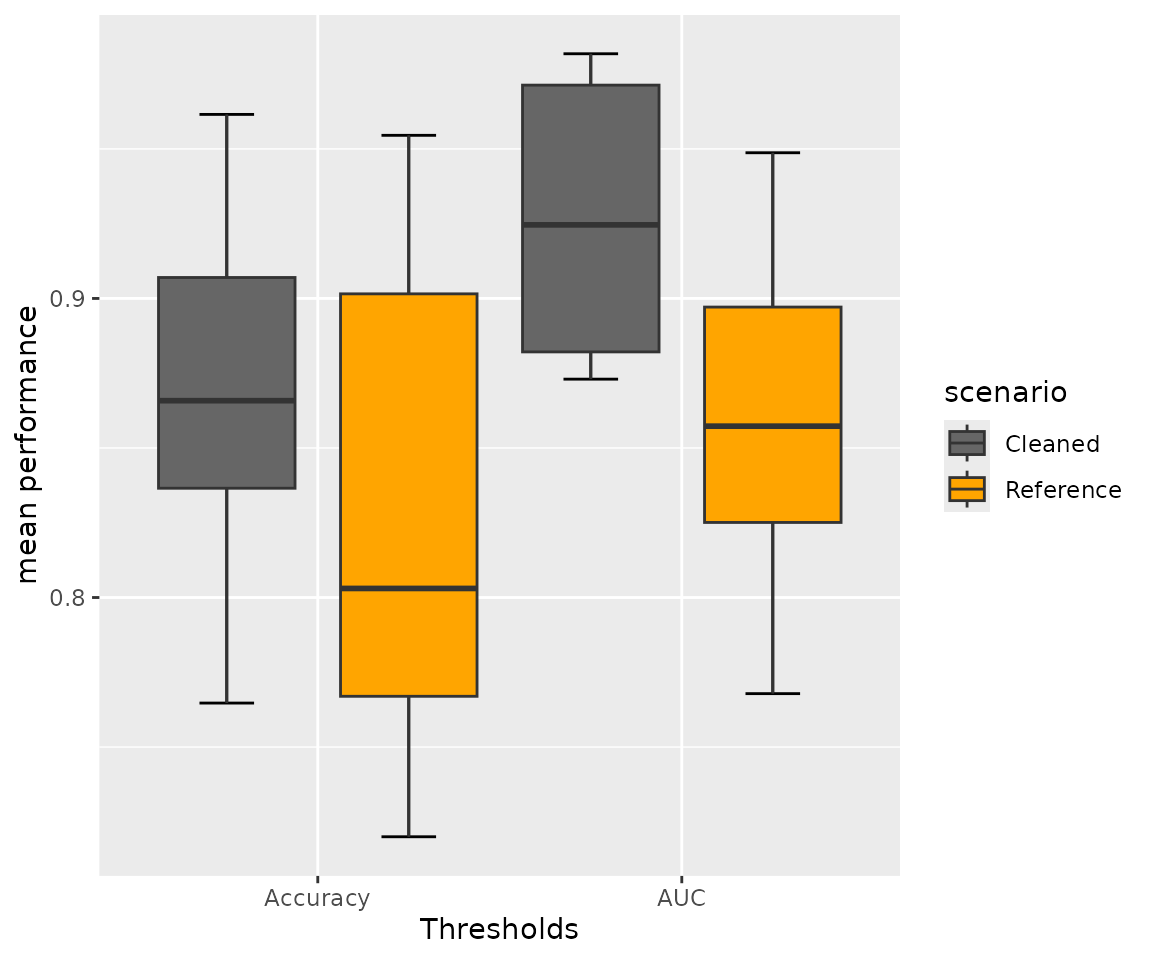 mean performance
0.9
0.8
Accuracy
AUC
Thresholds
scenario
Cleaned
Reference